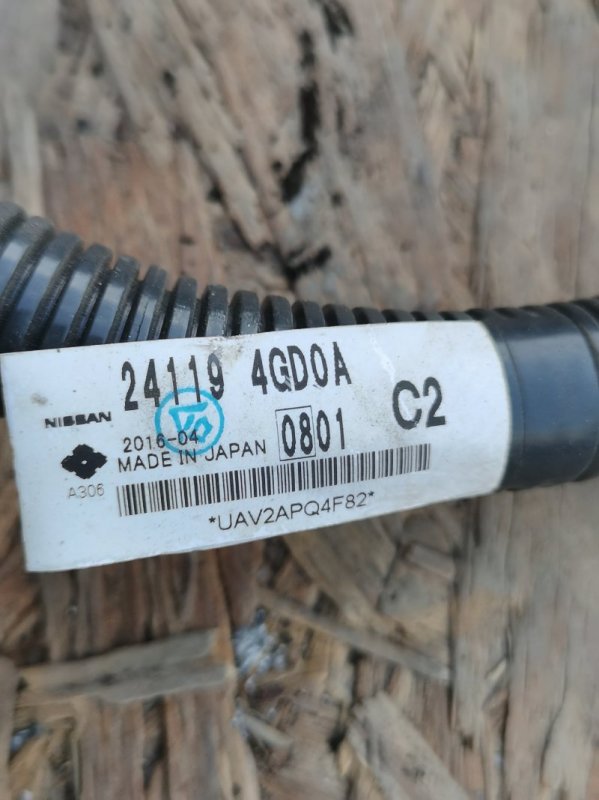 24119 4GD0A
NISSAN
C2
2016-04
0801
MADE IN JAPAN
A306
*UAV2APQ4F82*